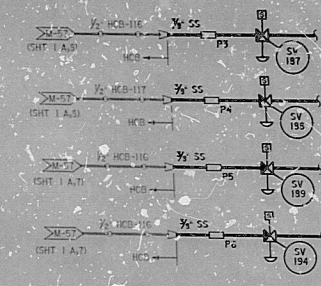 M-57 1/2" HCB-116 3/8" SS P3 S SV 197
(SHT 1 A,5) HCB
M-57 1/2" HCB-117 3/8" SS P4 S SV 195
(SHT 1 A,5) HCB
M-57 1/2" HCB-116 3/8" SS P5 S SV 199
(SHT 1 A,7) HCB
M-57 1/2" HCB-116 3/8" SS P6 SV 194
(SHT 1 A,7) HCB